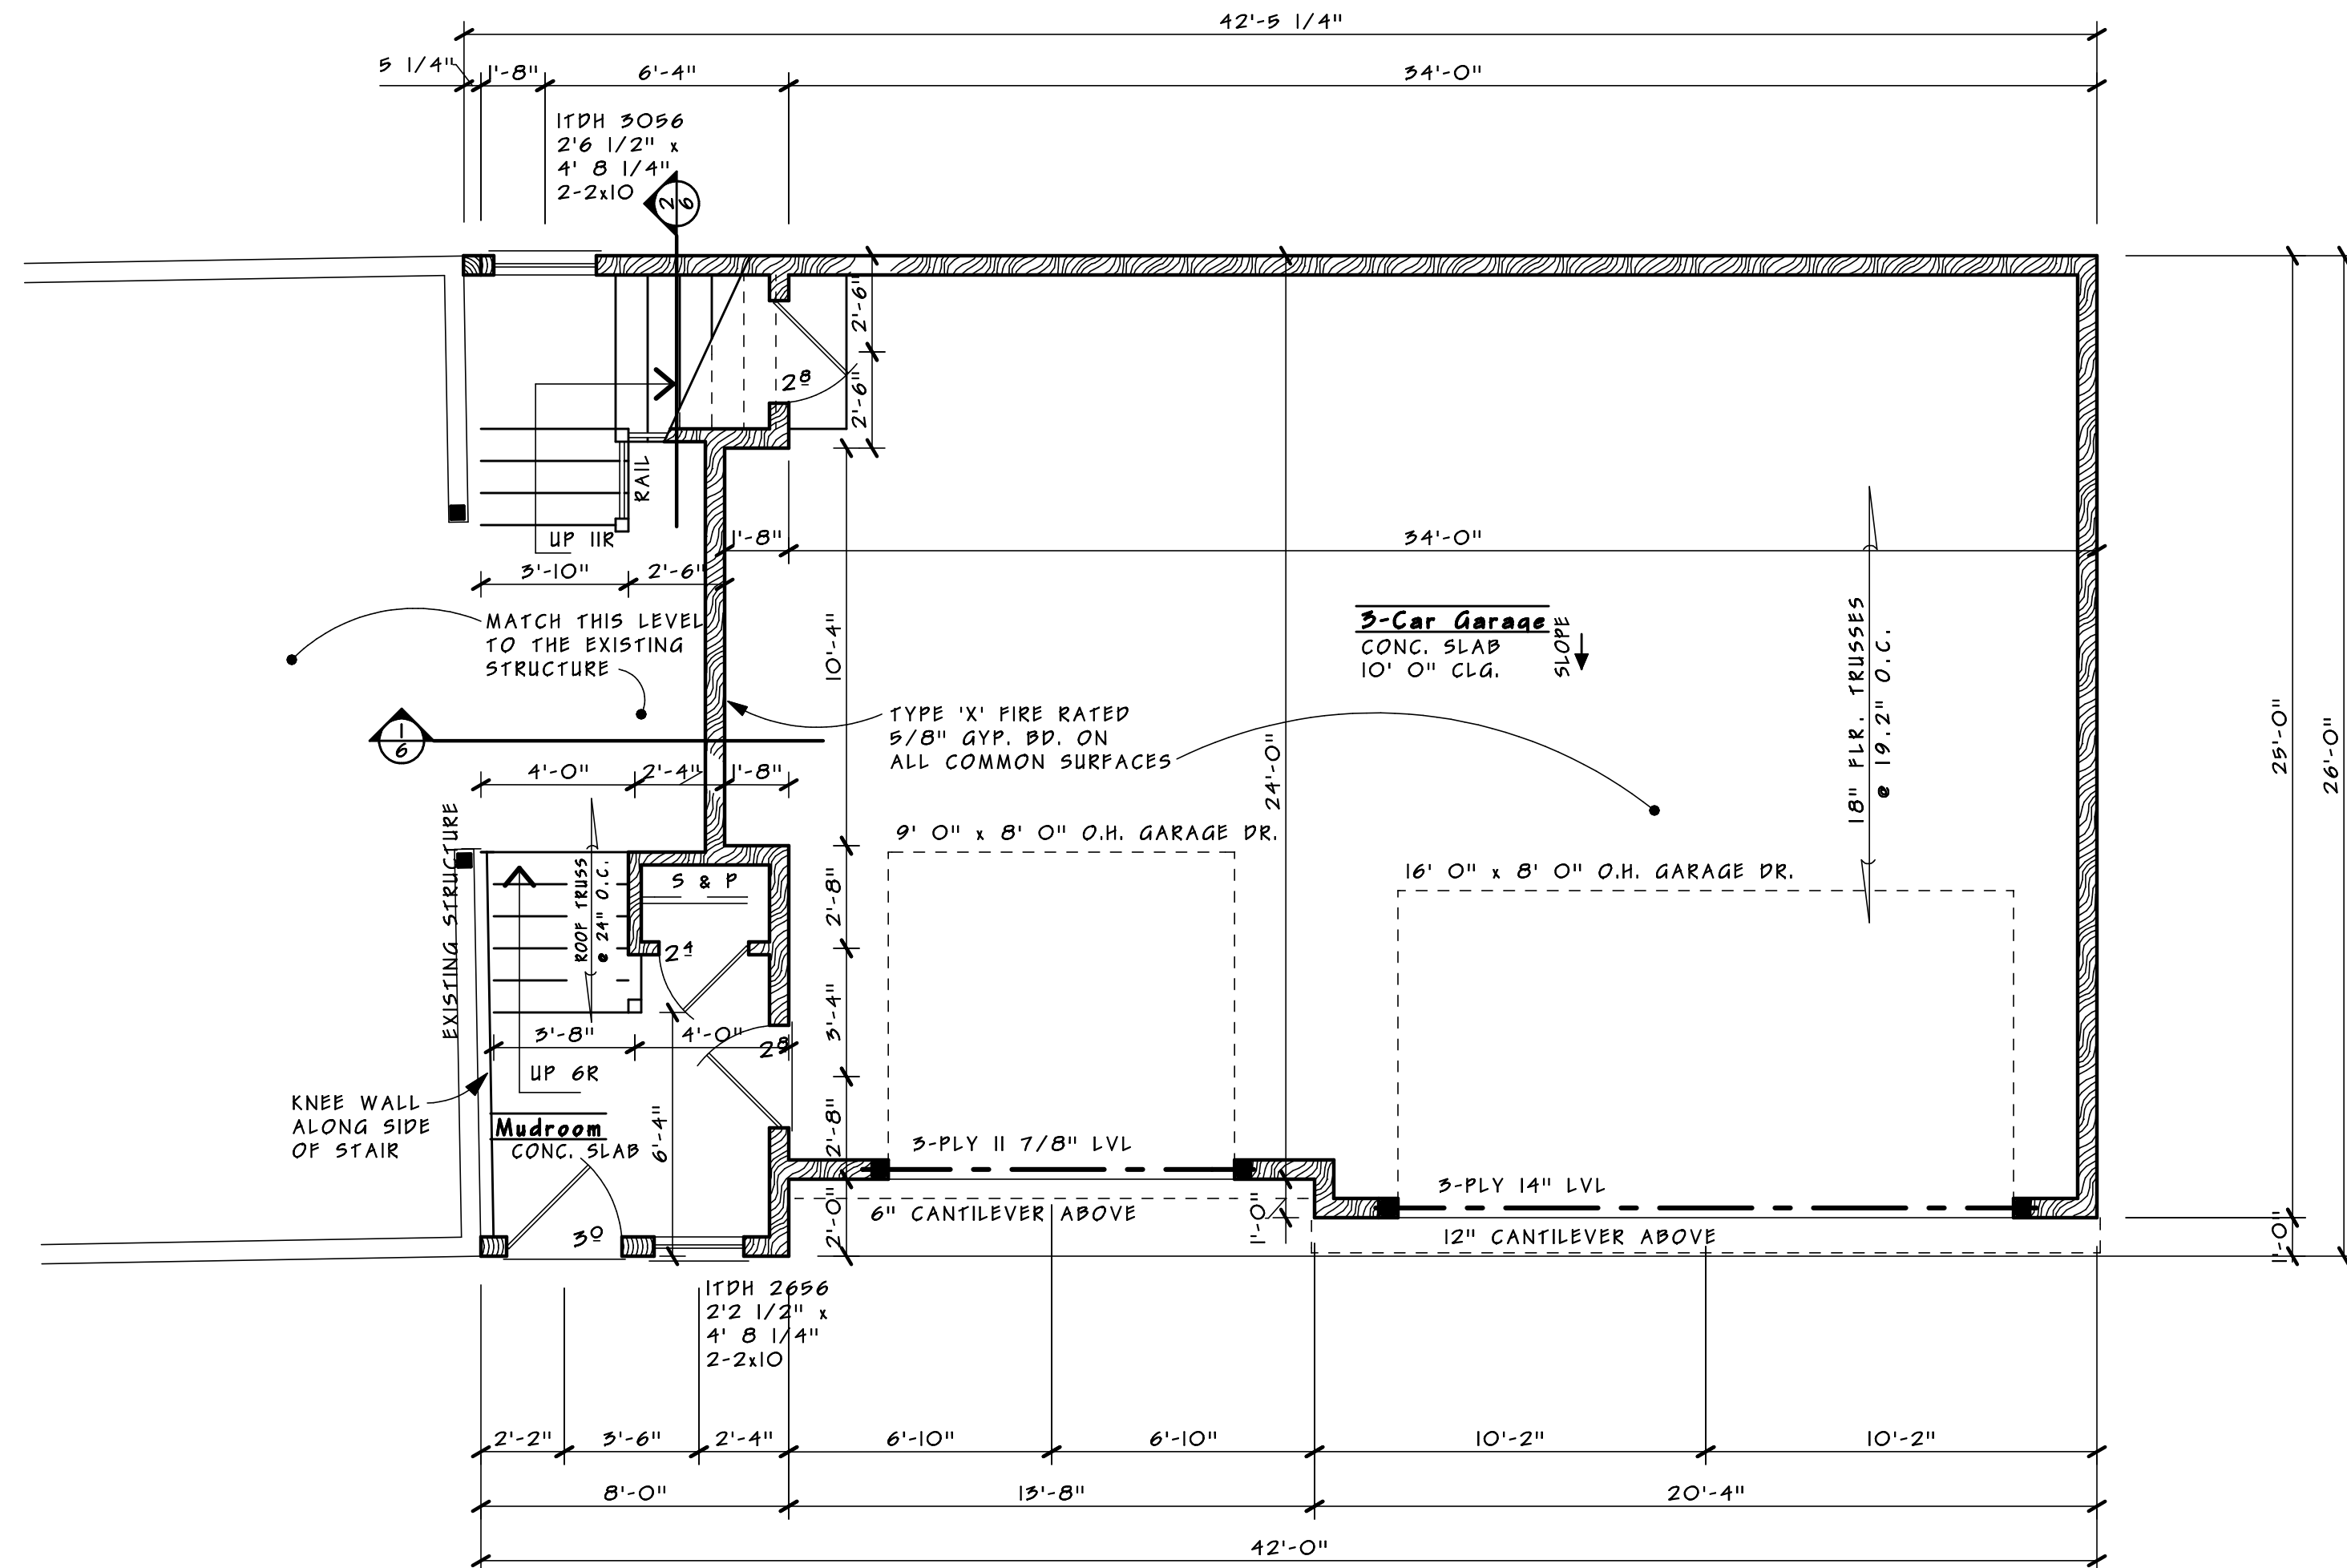 42'-5 1/4"
5 1/4"
1'-8"
6'-4"
34'-0"
ITDH 3056
2'6 1/2" x
4' 8 1/4"
2-2x10
2
6
2'-6"
2'-6"
28
RAIL
UP 11R
1'-8"
34'-0"
3'-10"
2'-6"
MATCH THIS LEVEL
TO THE EXISTING
STRUCTURE
10'-4"
3-Car Garage
CONC. SLAB
10' 0" CLG.
SLOPE
18" FLR. TRUSSES
@ 19.2" O.C.
1
6
TYPE 'X' FIRE RATED
5/8" GYP. BD. ON
ALL COMMON SURFACES
24'-0"
25'-0"
26'-0"
4'-0"
2'-4"
1'-8"
EXISTING STRUCTURE
ROOF TRUSS
@ 24" O.C.
S & P
24
2'-8"
9' 0" x 8' 0" O.H. GARAGE DR.
16' 0" x 8' 0" O.H. GARAGE DR.
3'-4"
3'-8"
4'-0"
28
UP 6R
KNEE WALL
ALONG SIDE
OF STAIR
Mudroom
CONC. SLAB
6'-4"
2'-8"
3-PLY 11 7/8" LVL
3-PLY 14" LVL
30
2'-0"
6" CANTILEVER ABOVE
1'-0"
12" CANTILEVER ABOVE
1'-0"
ITDH 2656
2'2 1/2" x
4' 8 1/4"
2-2x10
2'-2"
3'-6"
2'-4"
6'-10"
6'-10"
10'-2"
10'-2"
8'-0"
13'-8"
20'-4"
42'-0"